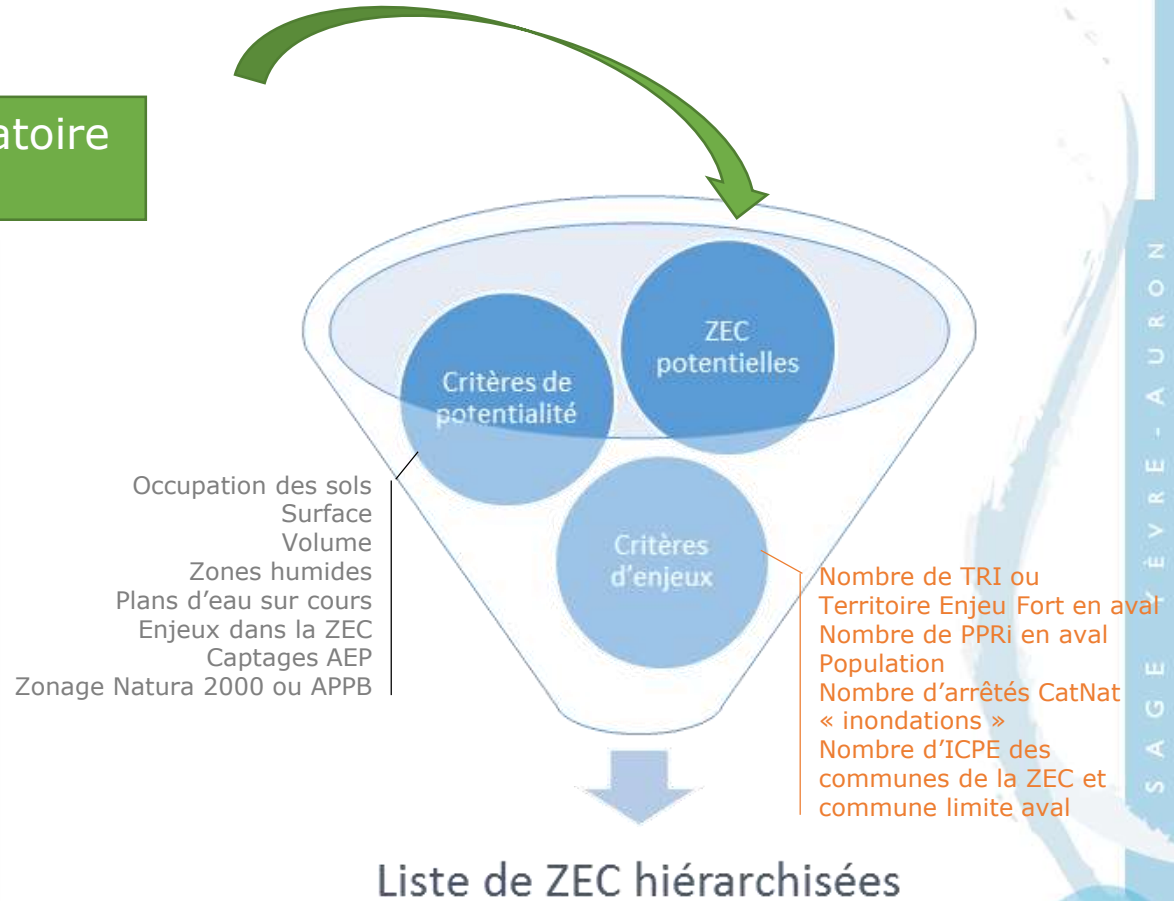 ZEC
potentielles
Critères de
potentialité
Critères
d'enjeux
Occupation des sols
Surface
Volume
Zones humides
Plans d'eau sur cours
Enjeux dans la ZEC
Captages AEP
Zonage Natura 2000 ou APPB
Nombre de TRI ou
Territoire Enjeu Fort en aval
Nombre de PPRi en aval
Population
Nombre d'arrêtés CatNat
« inondations »
Nombre d'ICPE des
communes de la ZEC et
commune limite aval
Liste de ZEC hiérarchisées
SAGE YÈVRE-AURON